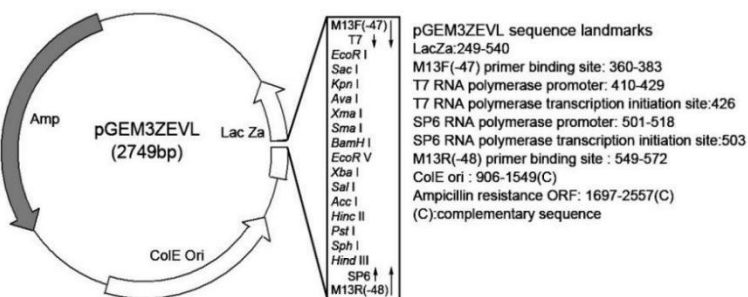 Amp
pGEM3ZEVL
(2749bp)
Lac Za
ColE Ori
M13F(-47)
T7
EcoR I
Sac I
Kpn I
Ava I
Xma I
Sma I
BamH I
EcoR V
Xba I
Sal I
Acc I
Hinc II
Pst I
Sph I
Hind III
SP6
M13R(-48)
pGEM3ZEVL sequence landmarks
LacZa:249-540
M13F(-47) primer binding site: 360-383
T7 RNA polymerase promoter: 410-429
T7 RNA polymerase transcription initiation site:426
SP6 RNA polymerase promoter: 501-518
SP6 RNA polymerase transcription initiation site:503
M13R(-48) primer binding site : 549-572
ColE ori : 906-1549(C)
Ampicillin resistance ORF: 1697-2557(C)
(C):complementary sequence